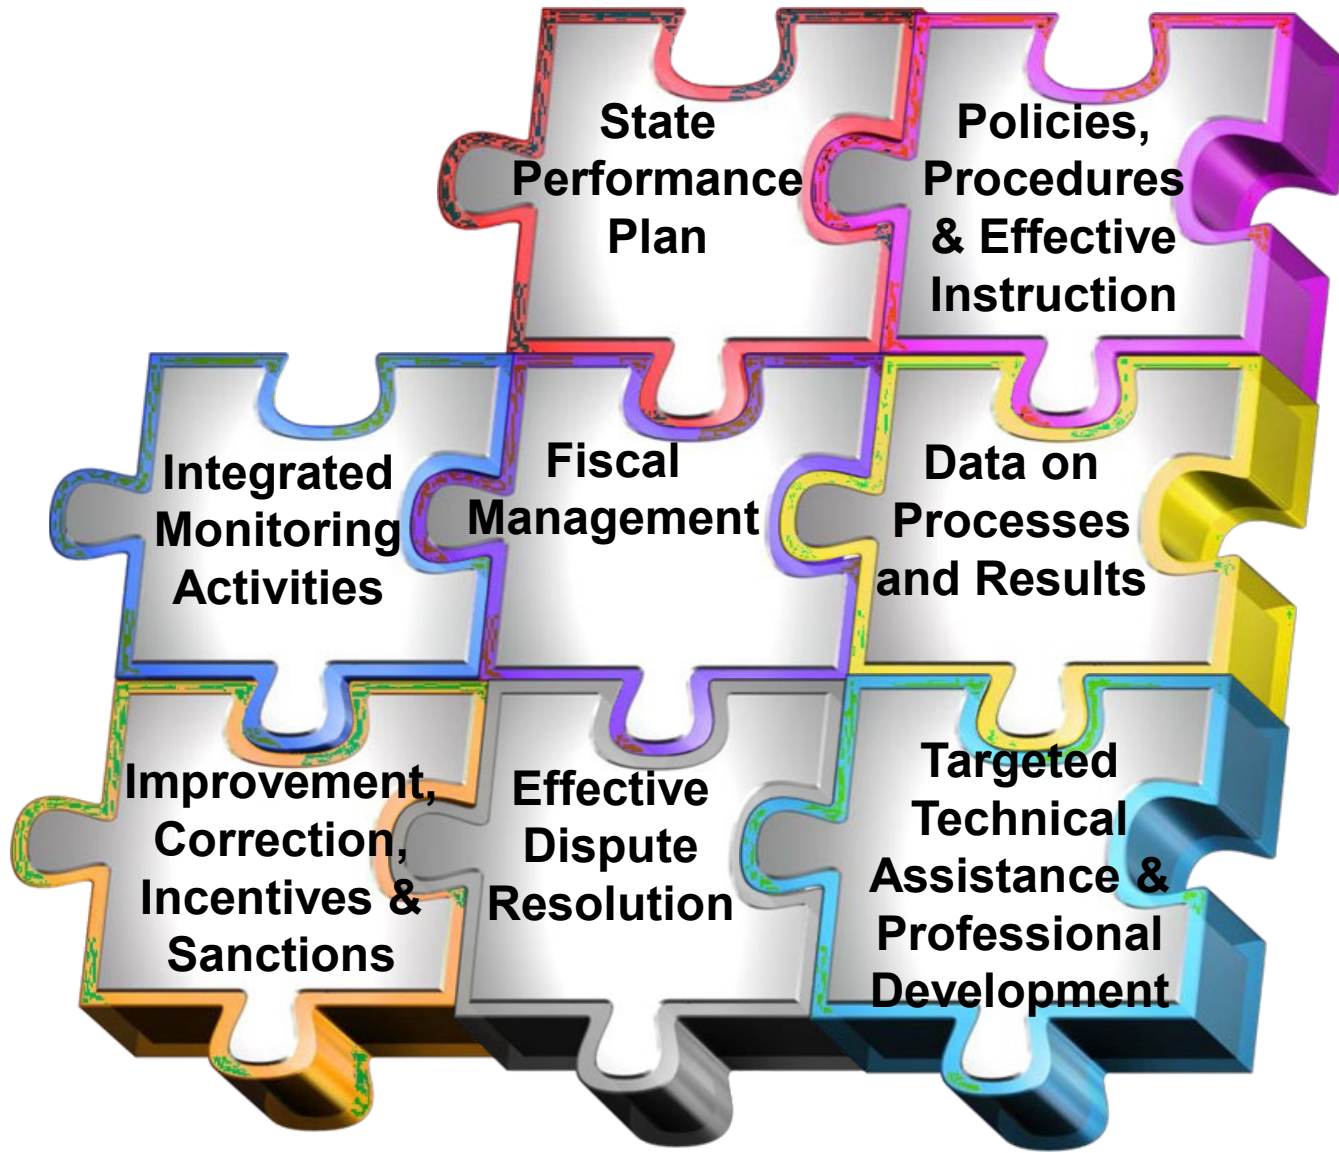 State
Performance
Plan
Policies,
Procedures
& Effective
Instruction
Integrated
Monitoring
Activities
Fiscal
Management
Data on
Processes
and Results
Improvement,
Correction,
Incentives &
Sanctions
Effective
Dispute
Resolution
Targeted
Technical
Assistance &
Professional
Development